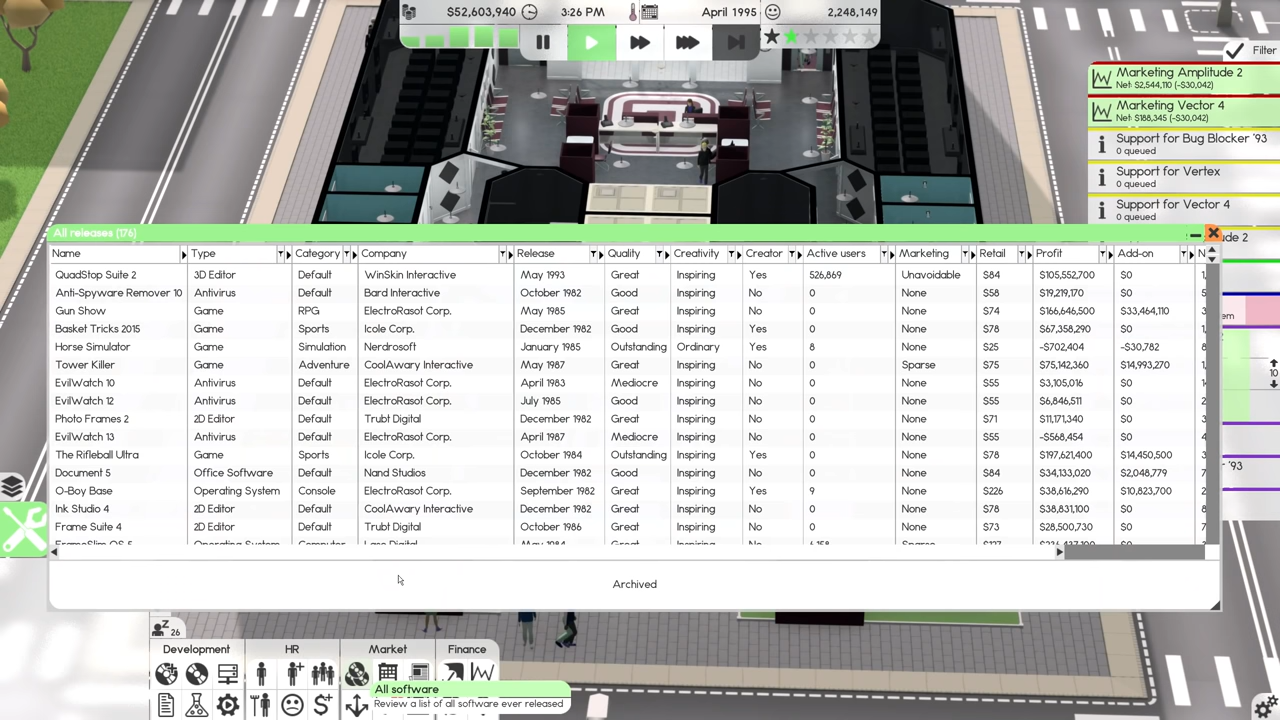 $52,603,940 3:26 PM April 1995 2,248,149
Filter
Marketing Amplitude 2
Net: $2,544,110 (-$30,042)
Marketing Vector 4
Net: $188,345 (-$30,042)
Support for Bug Blocker '93
0 queued
Support for Vertex
0 queued
Support for Vector 4
0 queued
All releases (176)
Name Type Category Company Release Quality Creativity Creator Active users Marketing Retail Profit Add-on N
QuadStop Suite 2 3D Editor Default WinSkin Interactive May 1993 Great Inspiring Yes 526,869 Unavoidable $84 $105,552,700 $0
Anti-Spyware Remover 10 Antivirus Default Bard Interactive October 1982 Good Inspiring No 0 None $58 $19,219,170 $0
Gun Show Game RPG ElectroRasot Corp. May 1985 Great Inspiring No 0 None $74 $166,646,500 $33,464,110
Basket Tricks 2015 Game Sports Icole Corp. December 1982 Good Inspiring Yes 0 None $78 $67,358,290 $0
Horse Simulator Game Simulation Nerdrosoft January 1985 Outstanding Ordinary Yes 8 None $25 -$702,404 -$30,782
Tower Killer Game Adventure CoolAwary Interactive May 1987 Great Inspiring No 0 Sparse $75 $75,142,360 $14,993,270
EvilWatch 10 Antivirus Default ElectroRasot Corp. April 1983 Mediocre Inspiring No 0 None $55 $3,105,016 $0
EvilWatch 12 Antivirus Default ElectroRasot Corp. July 1985 Good Inspiring No 0 None $55 $6,846,511 $0
Photo Frames 2 2D Editor Default Trubt Digital December 1982 Great Inspiring No 0 None $71 $11,171,340 $0
EvilWatch 13 Antivirus Default ElectroRasot Corp. April 1987 Mediocre Inspiring No 0 None $55 -$568,454 $0
The Rifleball Ultra Game Sports Icole Corp. October 1984 Outstanding Inspiring Yes 0 None $78 $197,621,400 $14,450,500
Document 5 Office Software Default Nand Studios December 1982 Good Inspiring No 0 None $84 $34,133,020 $2,048,779
O-Boy Base Operating System Console ElectroRasot Corp. September 1982 Great Inspiring Yes 9 None $226 $38,616,290 $10,823,700
Ink Studio 4 2D Editor Default CoolAwary Interactive December 1982 Great Inspiring No 0 None $78 $38,831,100 $0
Frame Suite 4 2D Editor Default Trubt Digital October 1986 Great Inspiring No 0 None $73 $28,500,730 $0
Archived
10
'93
26
Development HR Market Finance
All software
Review a list of all software ever released